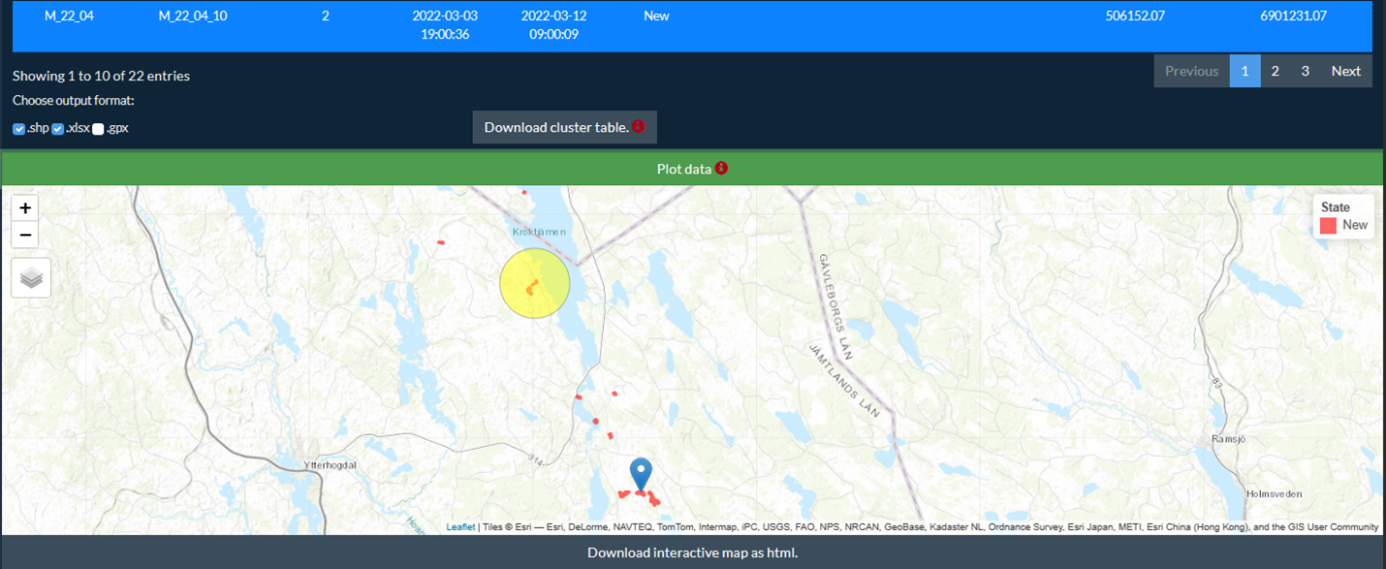 M_22_04 M_22_04_10 2 2022-03-03 2022-03-12 New 506152.07 6901231.07
19:00:36 09:00:09
Showing 1 to 10 of 22 entries
Previous 1 2 3 Next
Choose output format:
.shp .xlsx .gpx
Download cluster table.
Plot data
+
−
State
New
Kroktjärnen
GÄVLEBORGS LÄN
JÄMTLANDS LÄN
83
Ramsjö
314
Ytterhogdal
Holmsveden
Leaflet | Tiles © Esri — Esri, DeLorme, NAVTEQ, TomTom, Intermap, iPC, USGS, FAO, NPS, NRCAN, GeoBase, Kadaster NL, Ordnance Survey, Esri Japan, METI, Esri China (Hong Kong), and the GIS User Community
Download interactive map as html.